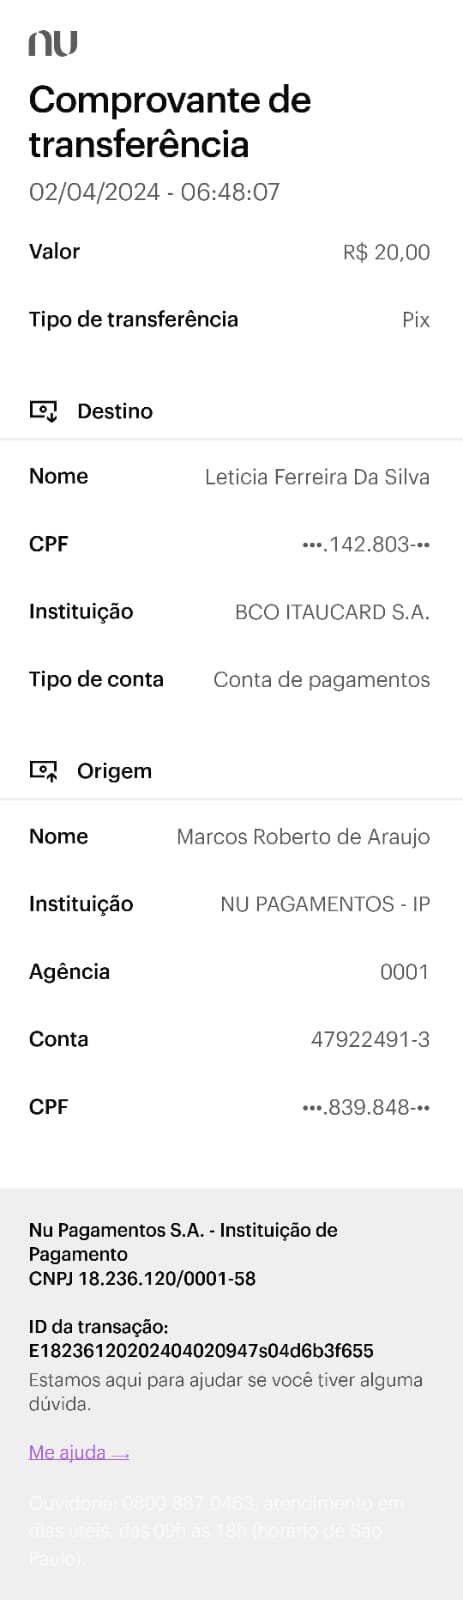 nu
Comprovante de
transferência
02/04/2024 - 06:48:07
Valor R$ 20,00
Tipo de transferência Pix
Destino
Nome Leticia Ferreira Da Silva
CPF •••.142.803-••
Instituição BCO ITAUCARD S.A.
Tipo de conta Conta de pagamentos
Origem
Nome Marcos Roberto de Araujo
Instituição NU PAGAMENTOS - IP
Agência 0001
Conta 47922491-3
CPF •••.839.848-••
Nu Pagamentos S.A. - Instituição de
Pagamento
CNPJ 18.236.120/0001-58
ID da transação:
E18236120202404020947s04d6b3f655
Estamos aqui para ajudar se você tiver alguma
dúvida.
Me ajuda →
Ouvidoria: 0800 887 0463, atendimento em
dias úteis, das 09h às 18h (horário de São
Paulo).